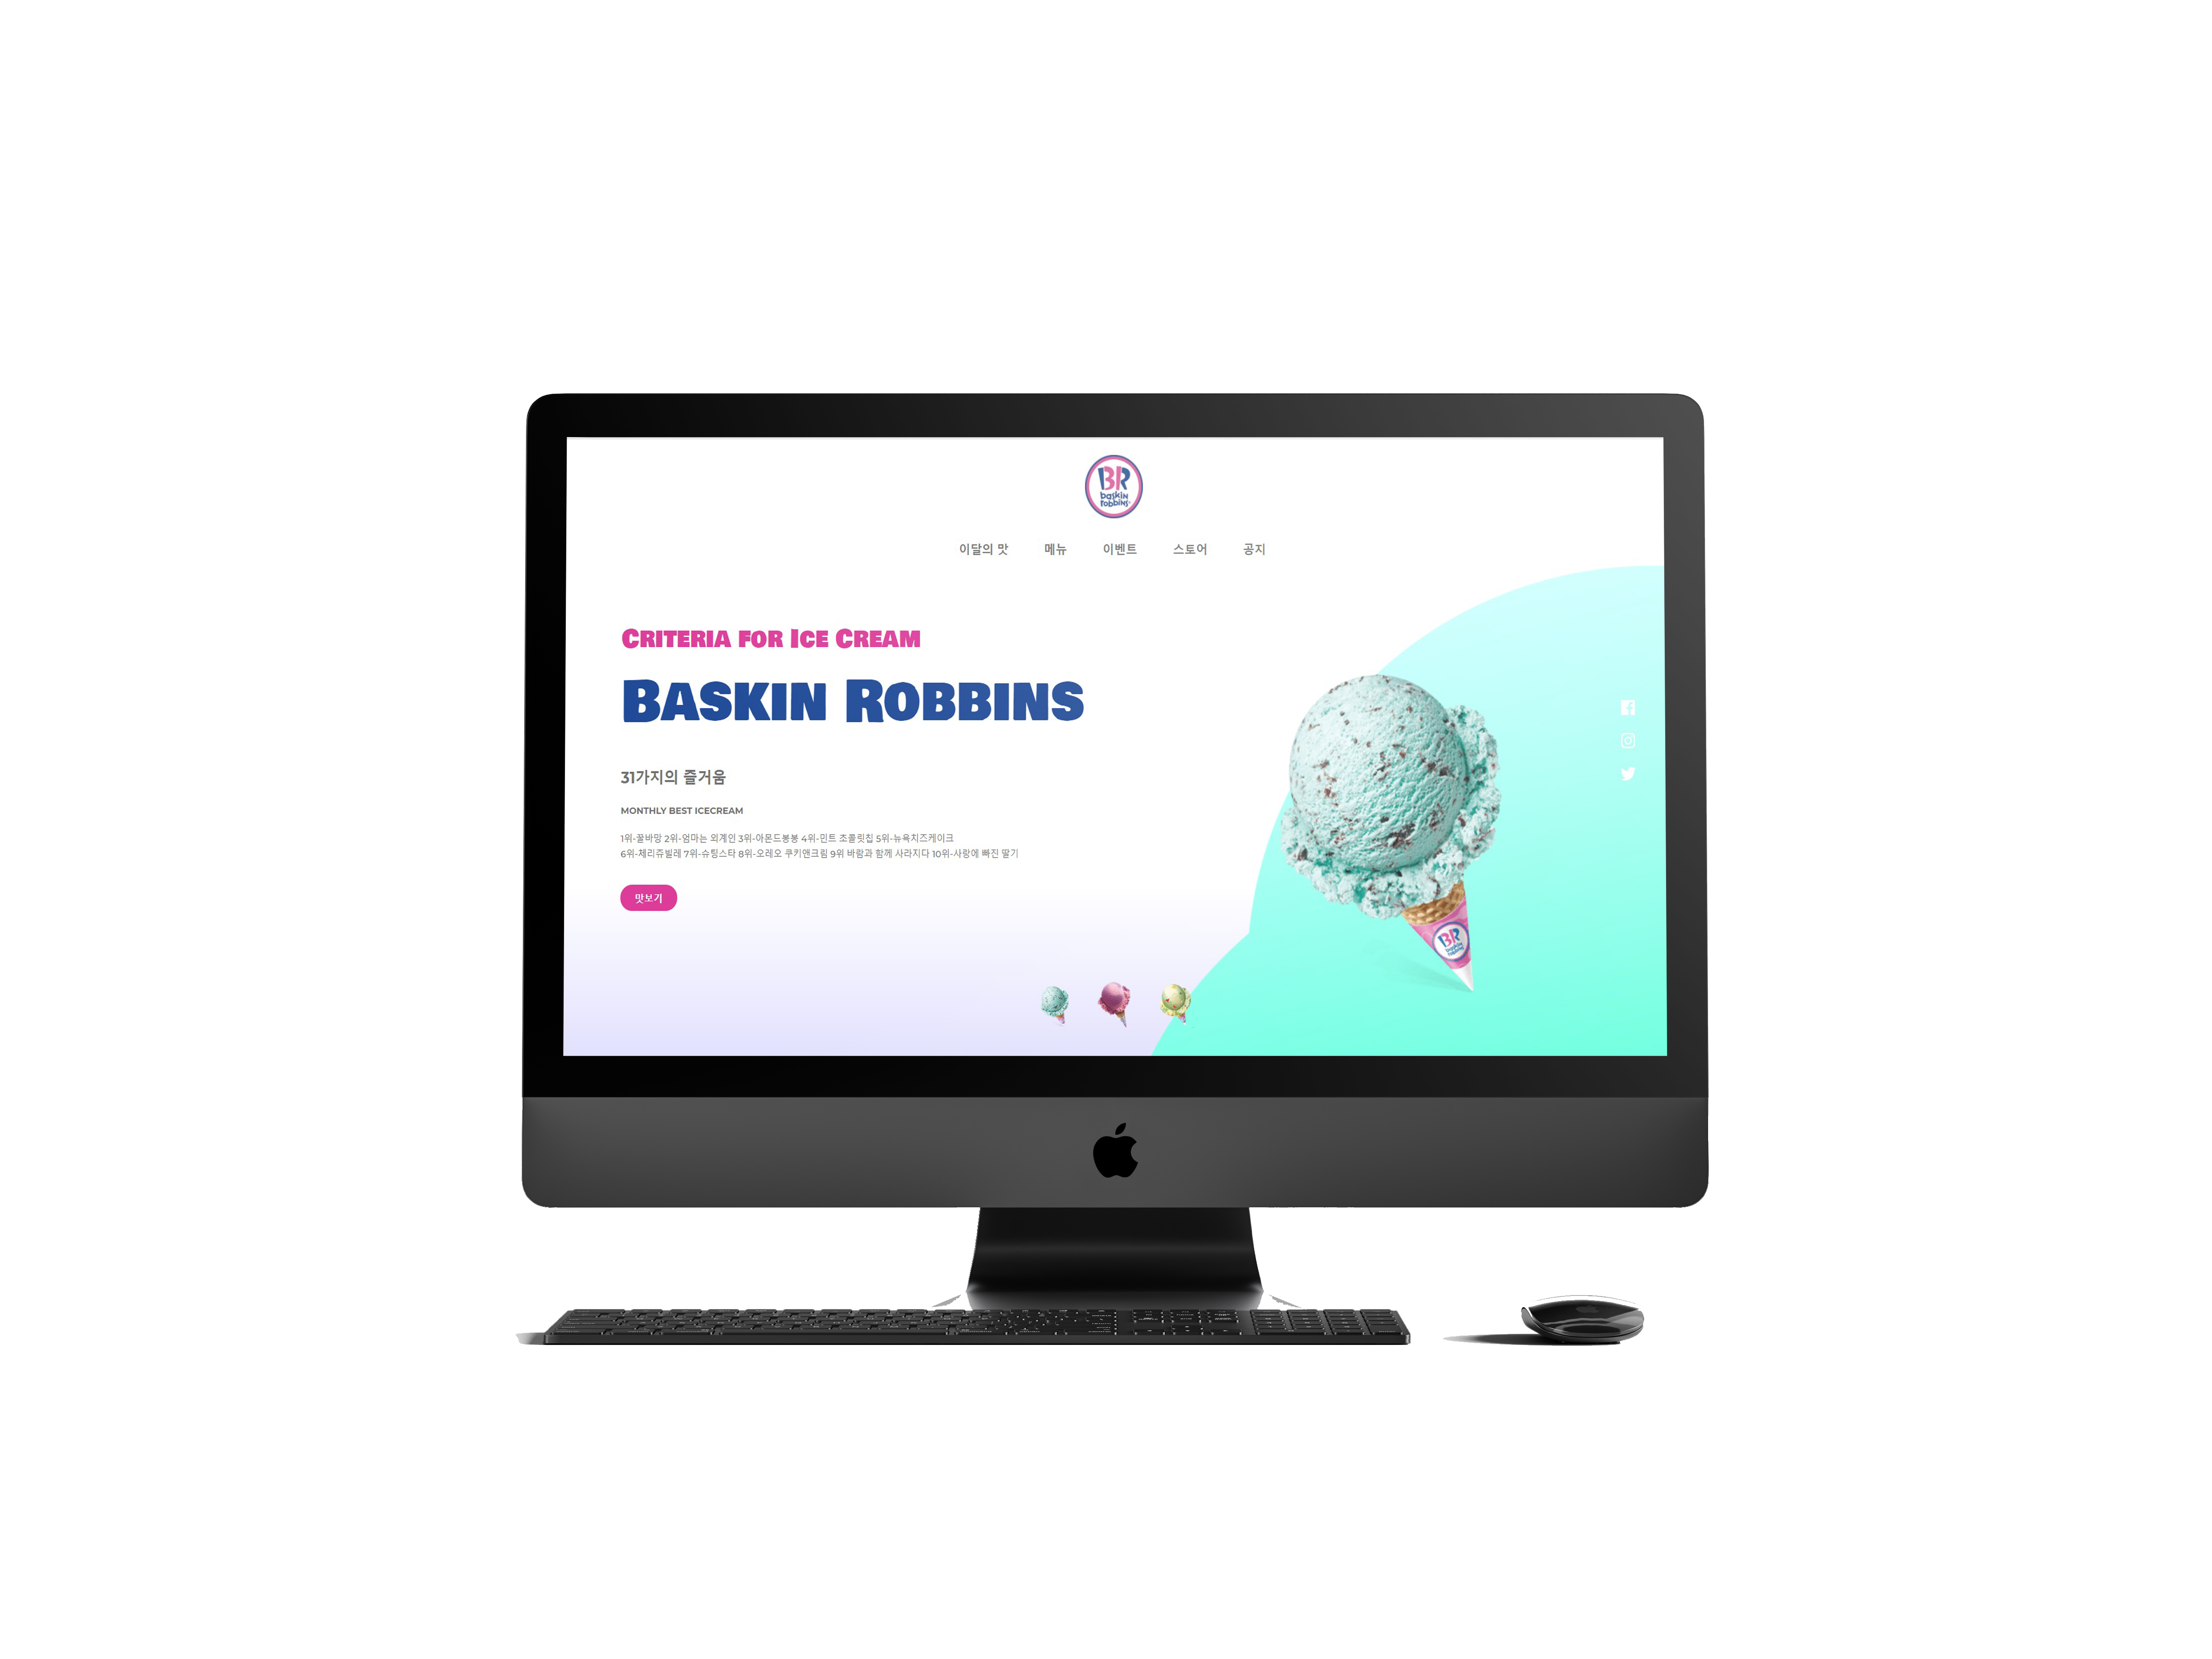 BR
baskin
robbins
이달의 맛 메뉴 이벤트 스토어 공지
Criteria for Ice Cream
Baskin Robbins
31가지의 즐거움
MONTHLY BEST ICECREAM
1위-꿀바망 2위-엄마는 외계인 3위-아몬드봉봉 4위-민트 초콜릿칩 5위-뉴욕치즈케이크
6위-체리쥬빌레 7위-슈팅스타 8위-오레오 쿠키앤크림 9위 바람과 함께 사라지다 10위-사랑에 빠진 딸기
맛보기
BR